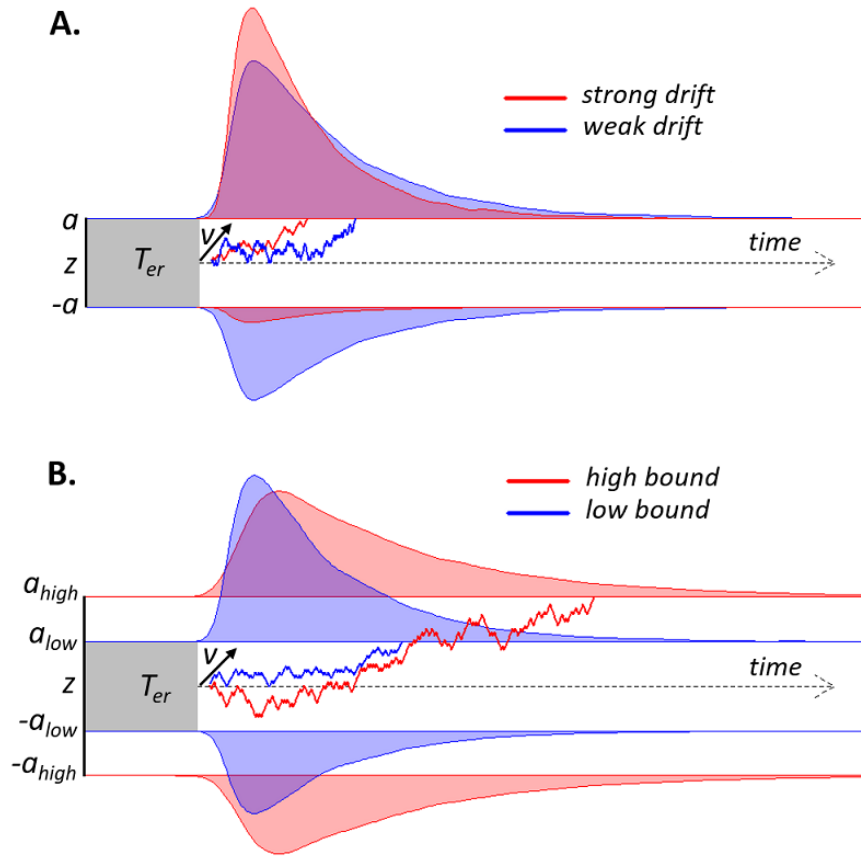 A.
strong drift
weak drift
a
v
z
T_er
time
-a
B.
high bound
low bound
a_high
a_low
v
z
T_er
time
-a_low
-a_high